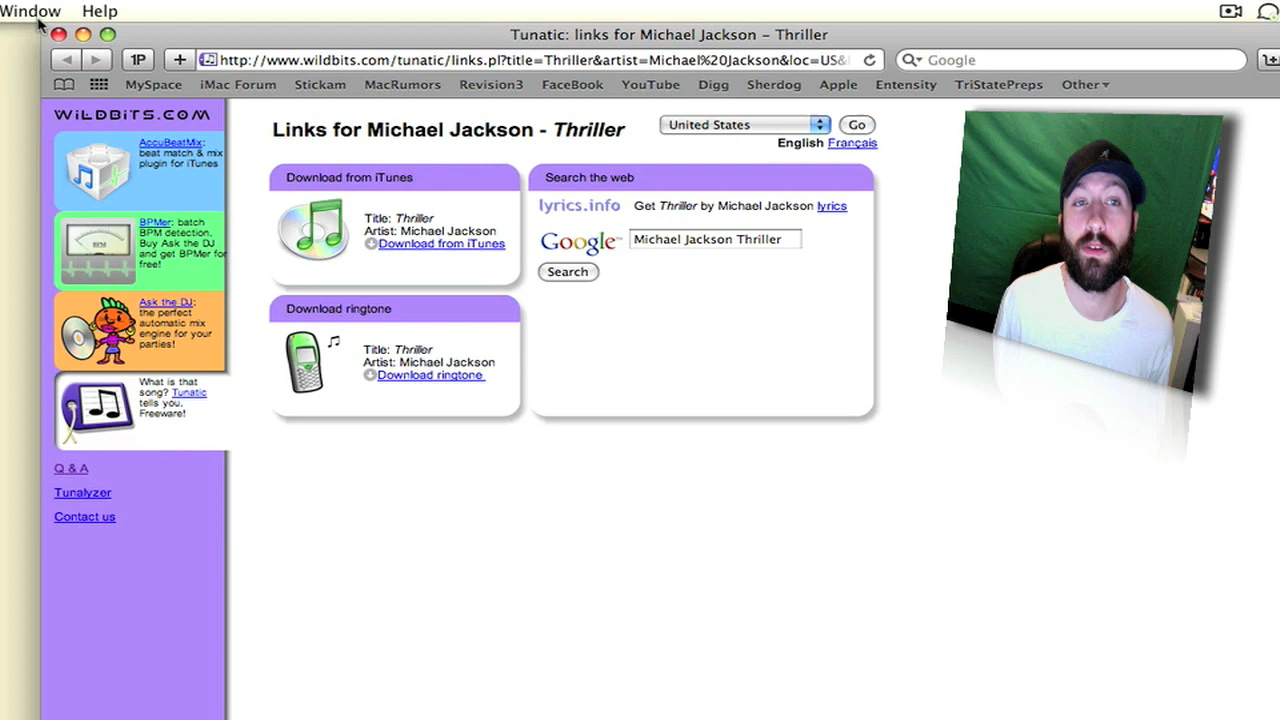 Window Help
Tunatic: links for Michael Jackson – Thriller
1P + http://www.wildbits.com/tunatic/links.pl?title=Thriller&artist=Michael%20Jackson&loc=US& Google
MySpace iMac Forum Stickam MacRumors Revision3 FaceBook YouTube Digg Sherdog Apple Entensity TriStatePreps Other
WILDBITS.COM
AccuBeatMix:
beat match & mix
plugin for iTunes
BPMer: batch
BPM detection.
Buy Ask the DJ
and get BPMer for
free!
BPM
Ask the DJ:
the perfect
automatic mix
engine for your
parties!
What is that
song? Tunatic
tells you.
Freeware!
Q & A
Tunalyzer
Contact us
Links for Michael Jackson - Thriller
United States Go
English Français
Download from iTunes
Title: Thriller
Artist: Michael Jackson
Download from iTunes
Download ringtone
Title: Thriller
Artist: Michael Jackson
Download ringtone
Search the web
lyrics.info Get Thriller by Michael Jackson lyrics
Google™ Michael Jackson Thriller
Search